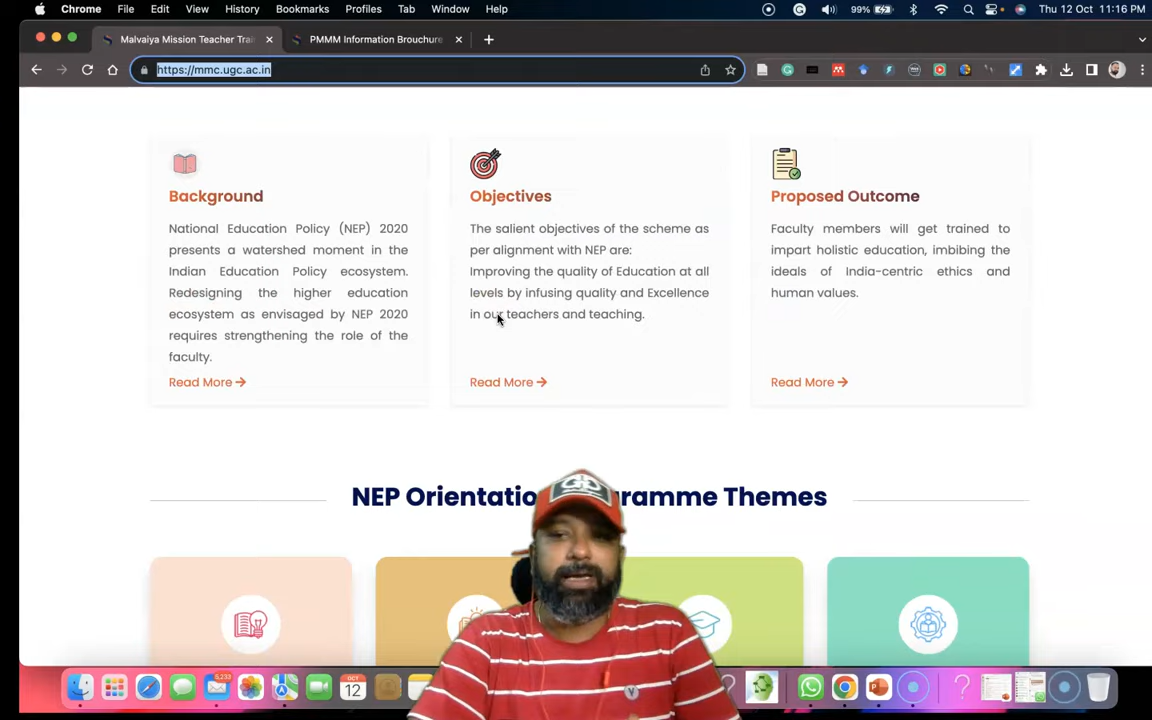 Chrome File Edit View History Bookmarks Profiles Tab Window Help 99% Thu 12 Oct 11:16 PM
Malvaiya Mission Teacher Trai PMMM Information Brouchure
https://mmc.ugc.ac.in
Background
National Education Policy (NEP) 2020
presents a watershed moment in the
Indian Education Policy ecosystem.
Redesigning the higher education
ecosystem as envisaged by NEP 2020
requires strengthening the role of the
faculty.
Read More
Objectives
The salient objectives of the scheme as
per alignment with NEP are:
Improving the quality of Education at all
levels by infusing quality and Excellence
in our teachers and teaching.
Read More
Proposed Outcome
Faculty members will get trained to
impart holistic education, imbibing the
ideals of India-centric ethics and
human values.
Read More
NEP Orientatio gramme Themes
5,233
OCT
12